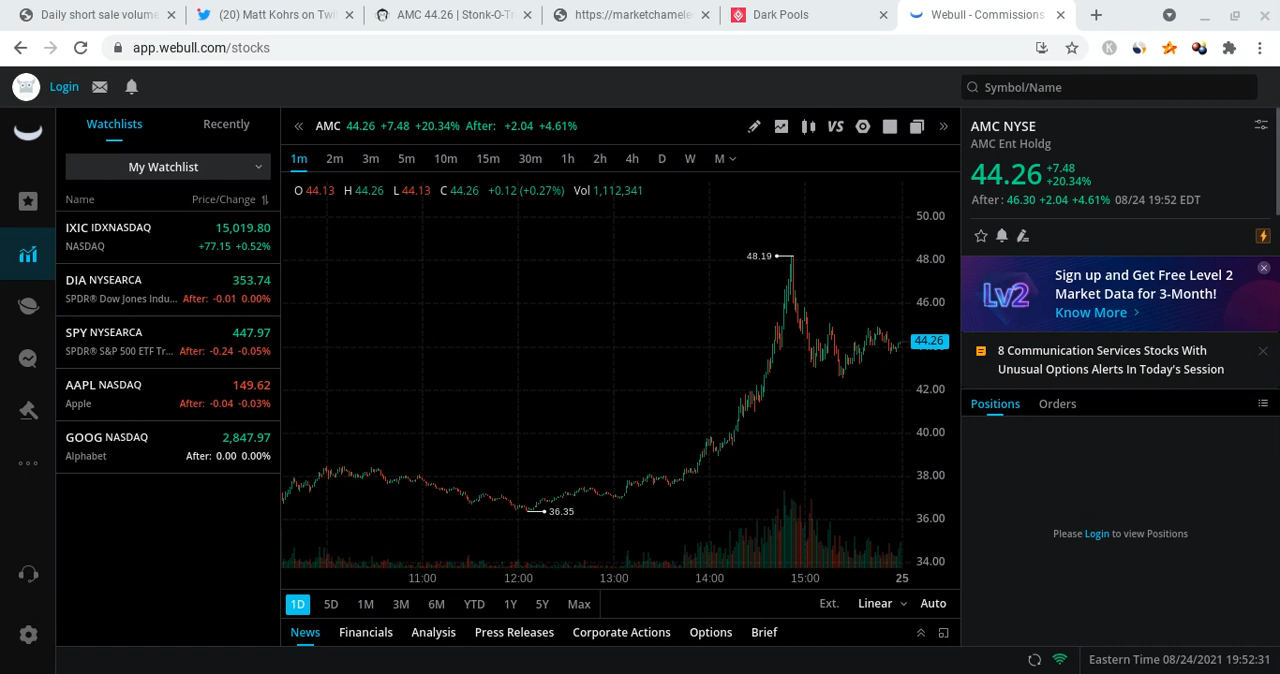 Daily short sale volume
(20) Matt Kohrs on Twi
AMC 44.26 | Stonk-O-Tr
https://marketchamele
Dark Pools
Webull - Commissions
app.webull.com/stocks
Login
Symbol/Name
Watchlists Recently
My Watchlist
Name Price/Change
IXIC IDXNASDAQ 15,019.80
NASDAQ +77.15 +0.52%
DIA NYSEARCA 353.74
SPDR® Dow Jones Indu... After: -0.01 0.00%
SPY NYSEARCA 447.97
SPDR® S&P 500 ETF Tr... After: -0.24 -0.05%
AAPL NASDAQ 149.62
Apple After: -0.04 -0.03%
GOOG NASDAQ 2,847.97
Alphabet After: 0.00 0.00%
AMC 44.26 +7.48 +20.34% After: +2.04 +4.61%
VS
1m 2m 3m 5m 10m 15m 30m 1h 2h 4h D W M
O 44.13 H 44.26 L 44.13 C 44.26 +0.12 (+0.27%) Vol 1,112,341
50.00
48.19
48.00
46.00
44.26
42.00
40.00
38.00
36.35
36.00
34.00
11:00 12:00 13:00 14:00 15:00 25
1D 5D 1M 3M 6M YTD 1Y 5Y Max Ext. Linear Auto
News Financials Analysis Press Releases Corporate Actions Options Brief
AMC NYSE
AMC Ent Holdg
44.26 +7.48
+20.34%
After: 46.30 +2.04 +4.61% 08/24 19:52 EDT
Lv2
Sign up and Get Free Level 2
Market Data for 3-Month!
Know More
8 Communication Services Stocks With
Unusual Options Alerts In Today's Session
Positions Orders
Please Login to view Positions
Eastern Time 08/24/2021 19:52:31